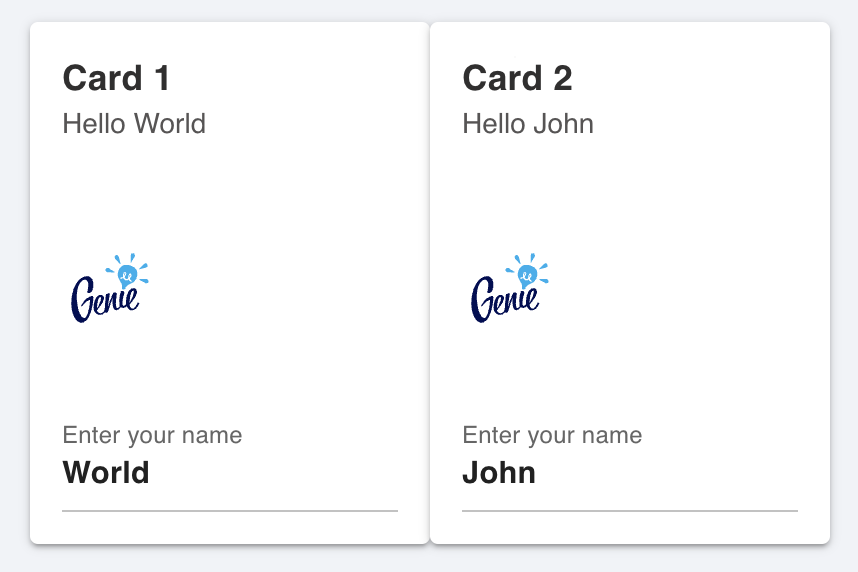 Card 1
Hello World
Genie
Enter your name
World
Card 2
Hello John
Genie
Enter your name
John